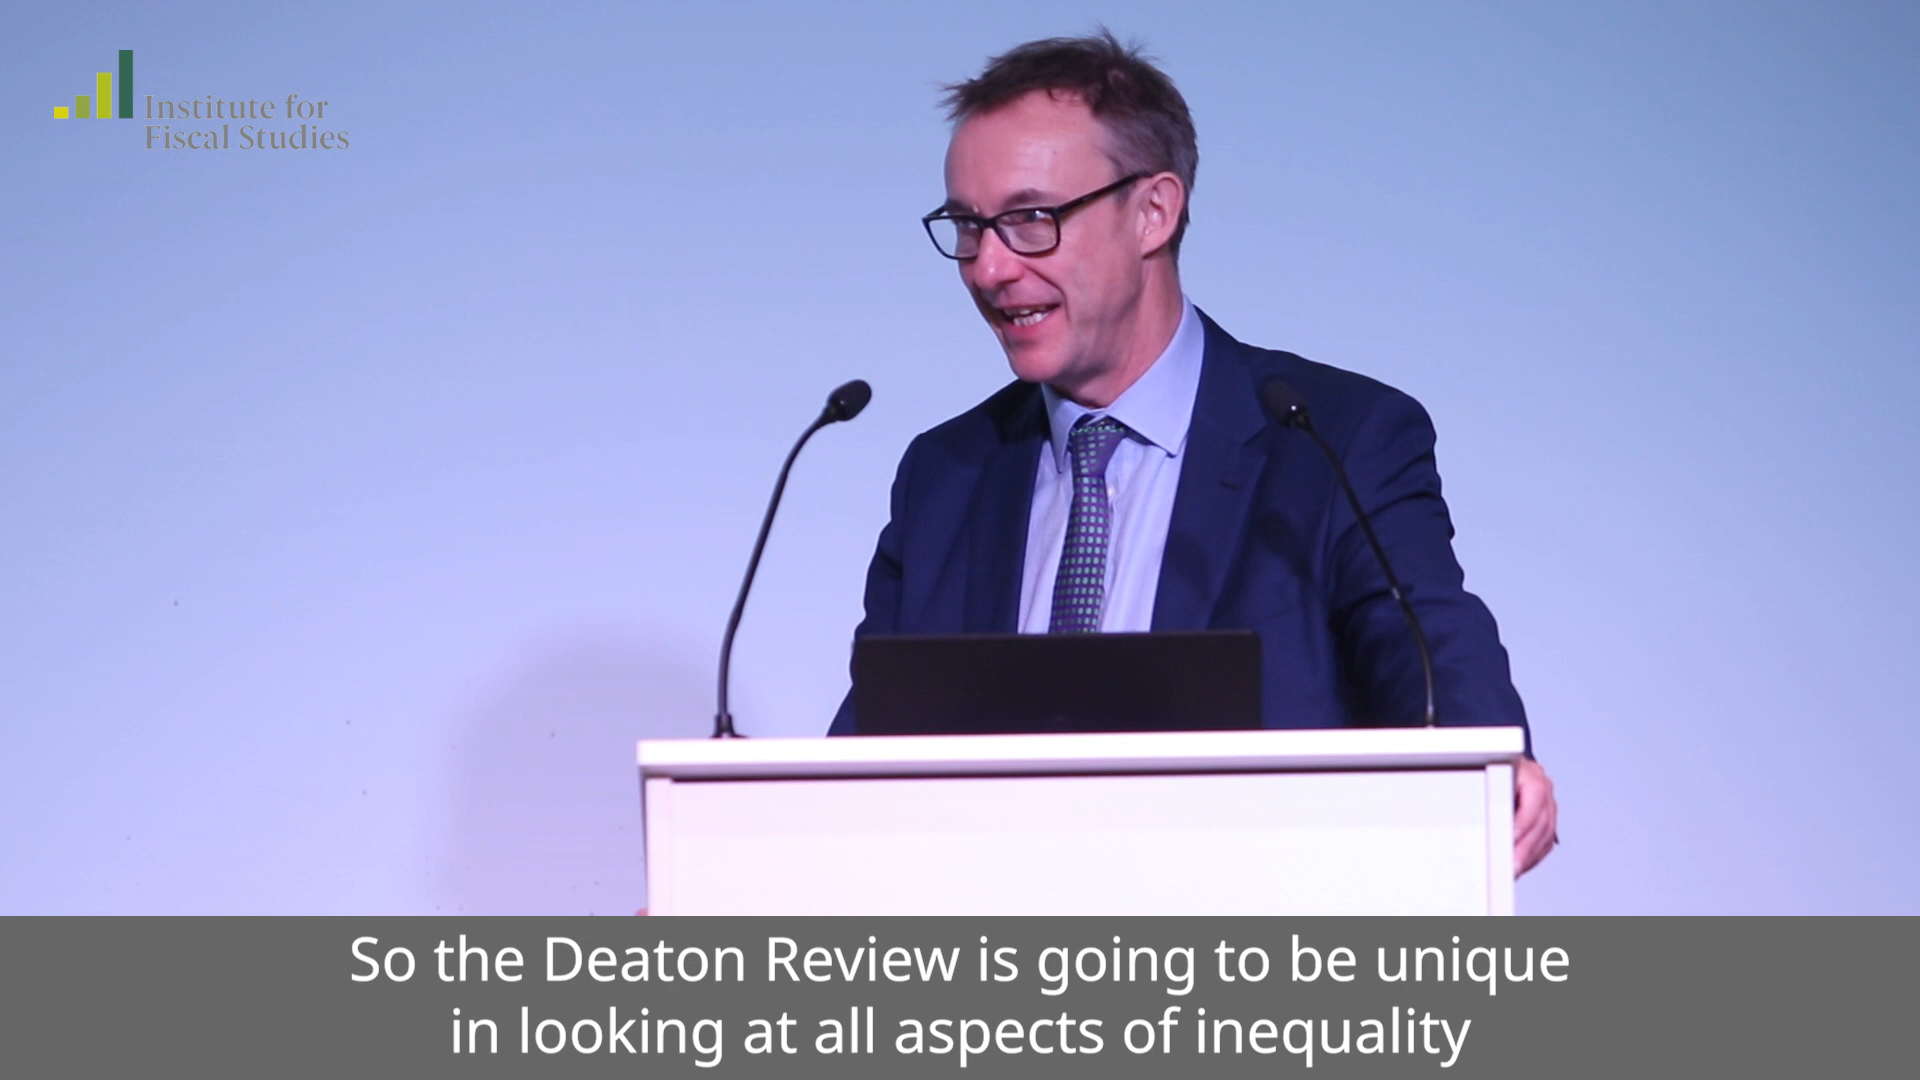 Institute for
Fiscal Studies
So the Deaton Review is going to be unique
in looking at all aspects of inequality